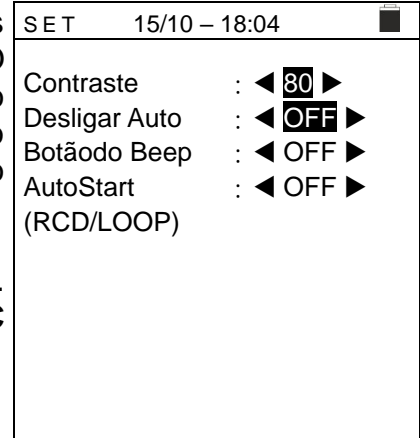 SET 15/10 – 18:04
Contraste : ◀ 80 ▶
Desligar Auto : ◀ OFF ▶
Botãodo Beep : ◀ OFF ▶
AutoStart : ◀ OFF ▶
(RCD/LOOP)